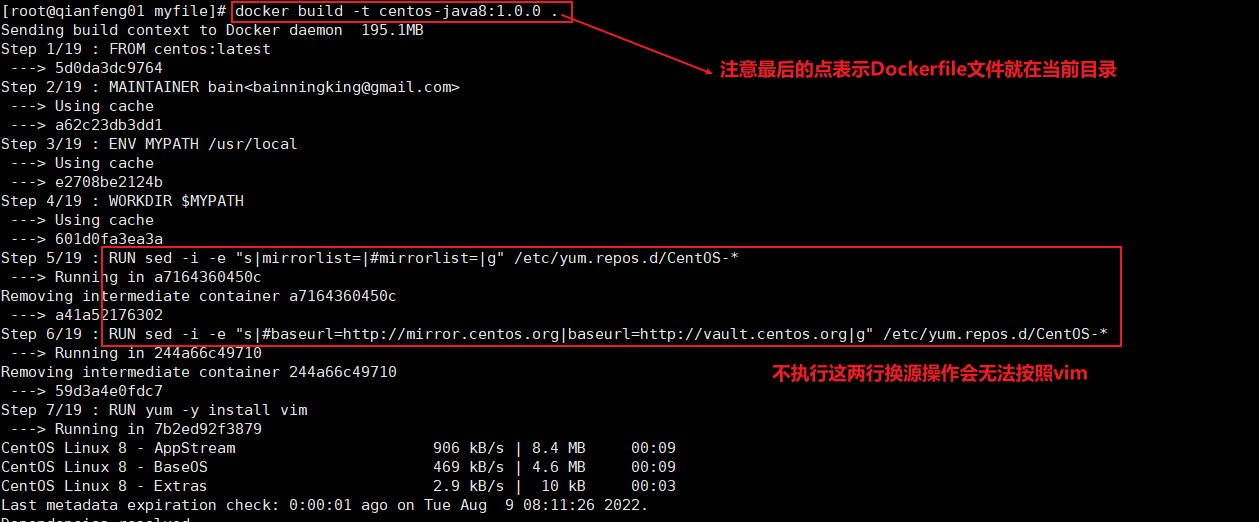 [root@qianfeng01 myfile]# docker build -t centos-java8:1.0.0 .
Sending build context to Docker daemon  195.1MB
Step 1/19 : FROM centos:latest
注意最后的点表示Dockerfile文件就在当前目录
 ---> 5d0da3dc9764
Step 2/19 : MAINTAINER bain<bainningking@gmail.com>
 ---> Using cache
 ---> a62c23db3dd1
Step 3/19 : ENV MYPATH /usr/local
 ---> Using cache
 ---> e2708be2124b
Step 4/19 : WORKDIR $MYPATH
 ---> Using cache
 ---> 601d0fa3ea3a
Step 5/19 : RUN sed -i -e "s|mirrorlist=|#mirrorlist=|g" /etc/yum.repos.d/CentOS-*
 ---> Running in a7164360450c
Removing intermediate container a7164360450c
 ---> a41a52176302
Step 6/19 : RUN sed -i -e "s|#baseurl=http://mirror.centos.org|baseurl=http://vault.centos.org|g" /etc/yum.repos.d/CentOS-*
 ---> Running in 244a66c49710
Removing intermediate container 244a66c49710
不执行这两行换源操作会无法按照vim
 ---> 59d3a4e0fdc7
Step 7/19 : RUN yum -y install vim
 ---> Running in 7b2ed92f3879
CentOS Linux 8 - AppStream                      906 kB/s | 8.4 MB     00:09
CentOS Linux 8 - BaseOS                         469 kB/s | 4.6 MB     00:09
CentOS Linux 8 - Extras                         2.9 kB/s |  10 kB     00:03
Last metadata expiration check: 0:00:01 ago on Tue Aug  9 08:11:26 2022.
Dependencies resolved.